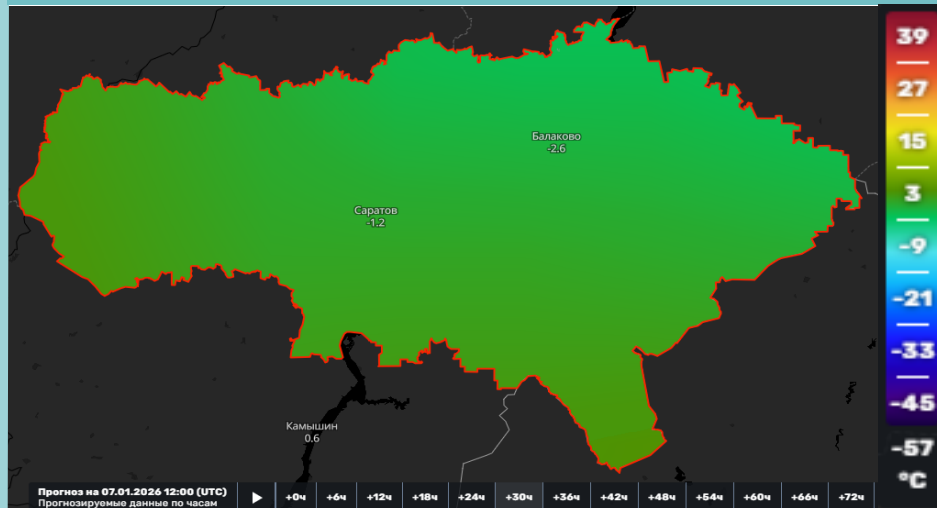 Балаково
-2.6
Саратов
-1.2
Камышин
0.6
39
27
15
3
-9
-21
-33
-45
-57
°C
Прогноз на 07.01.2026 12:00 (UTC)
Прогнозируемые данные по часам
+0ч +6ч +12ч +18ч +24ч +30ч +36ч +42ч +48ч +54ч +60ч +66ч +72ч